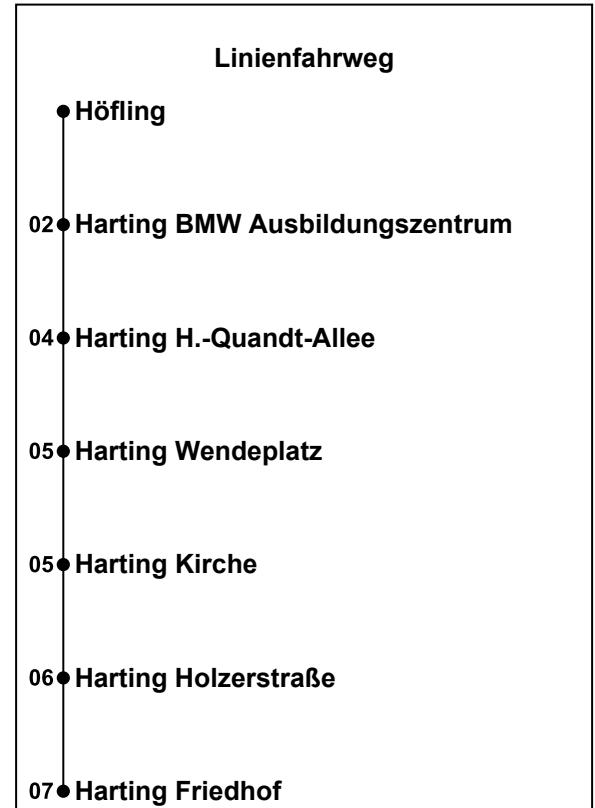 Linienfahrweg
Höfling
02 Harting BMW Ausbildungszentrum
04 Harting H.-Quandt-Allee
05 Harting Wendeplatz
05 Harting Kirche
06 Harting Holzerstraße
07 Harting Friedhof